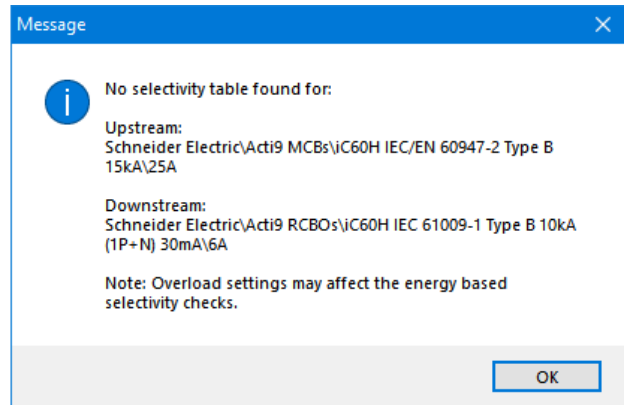 Message
No selectivity table found for:
Upstream:
Schneider Electric\Acti9 MCBs\iC60H IEC/EN 60947-2 Type B
15kA\25A
Downstream:
Schneider Electric\Acti9 RCBOs\iC60H IEC 61009-1 Type B 10kA
(1P+N) 30mA\6A
Note: Overload settings may affect the energy based
selectivity checks.
OK